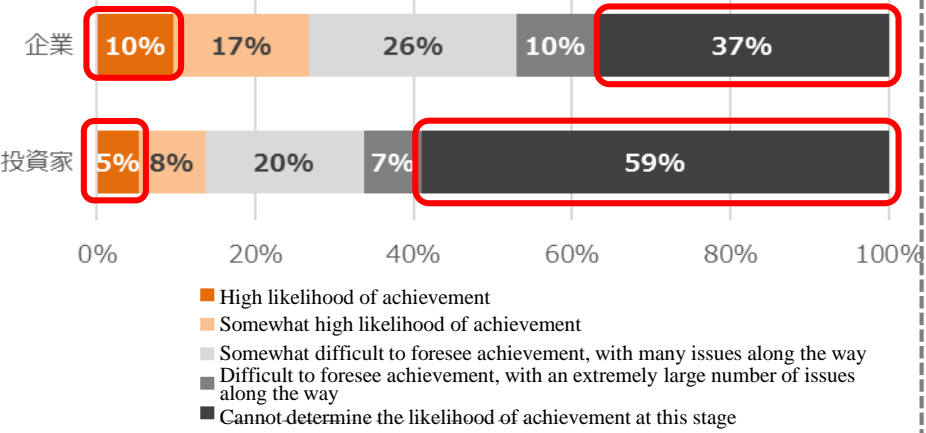 企業 10% 17% 26% 10% 37%
投資家 5% 8% 20% 7% 59%
0% 20% 40% 60% 80% 100%
High likelihood of achievement
Somewhat high likelihood of achievement
Somewhat difficult to foresee achievement, with many issues along the way
Difficult to foresee achievement, with an extremely large number of issues
along the way
Cannot determine the likelihood of achievement at this stage